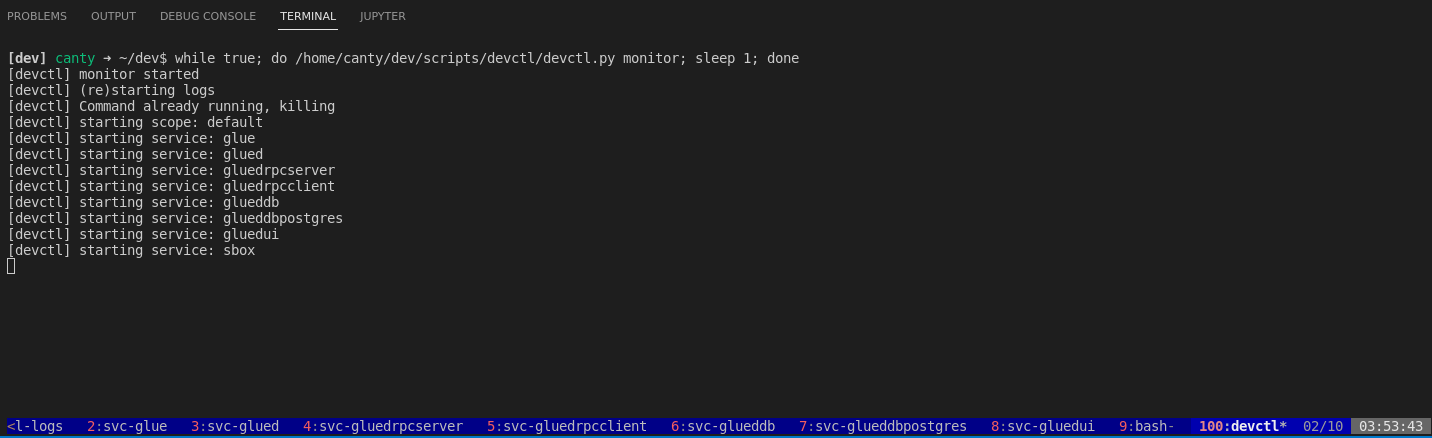 PROBLEMS OUTPUT DEBUG CONSOLE TERMINAL JUPYTER
[dev] canty ➜ ~/dev$ while true; do /home/canty/dev/scripts/devctl/devctl.py monitor; sleep 1; done
[devctl] monitor started
[devctl] (re)starting logs
[devctl] Command already running, killing
[devctl] starting scope: default
[devctl] starting service: glue
[devctl] starting service: glued
[devctl] starting service: gluedrpcserver
[devctl] starting service: gluedrpcclient
[devctl] starting service: glueddb
[devctl] starting service: glueddbpostgres
[devctl] starting service: gluedui
[devctl] starting service: sbox
<l-logs 2:svc-glue 3:svc-glued 4:svc-gluedrpcserver 5:svc-gluedrpcclient 6:svc-glueddb 7:svc-glueddbpostgres 8:svc-gluedui 9:bash- 100:devctl* 02/10 03:53:43